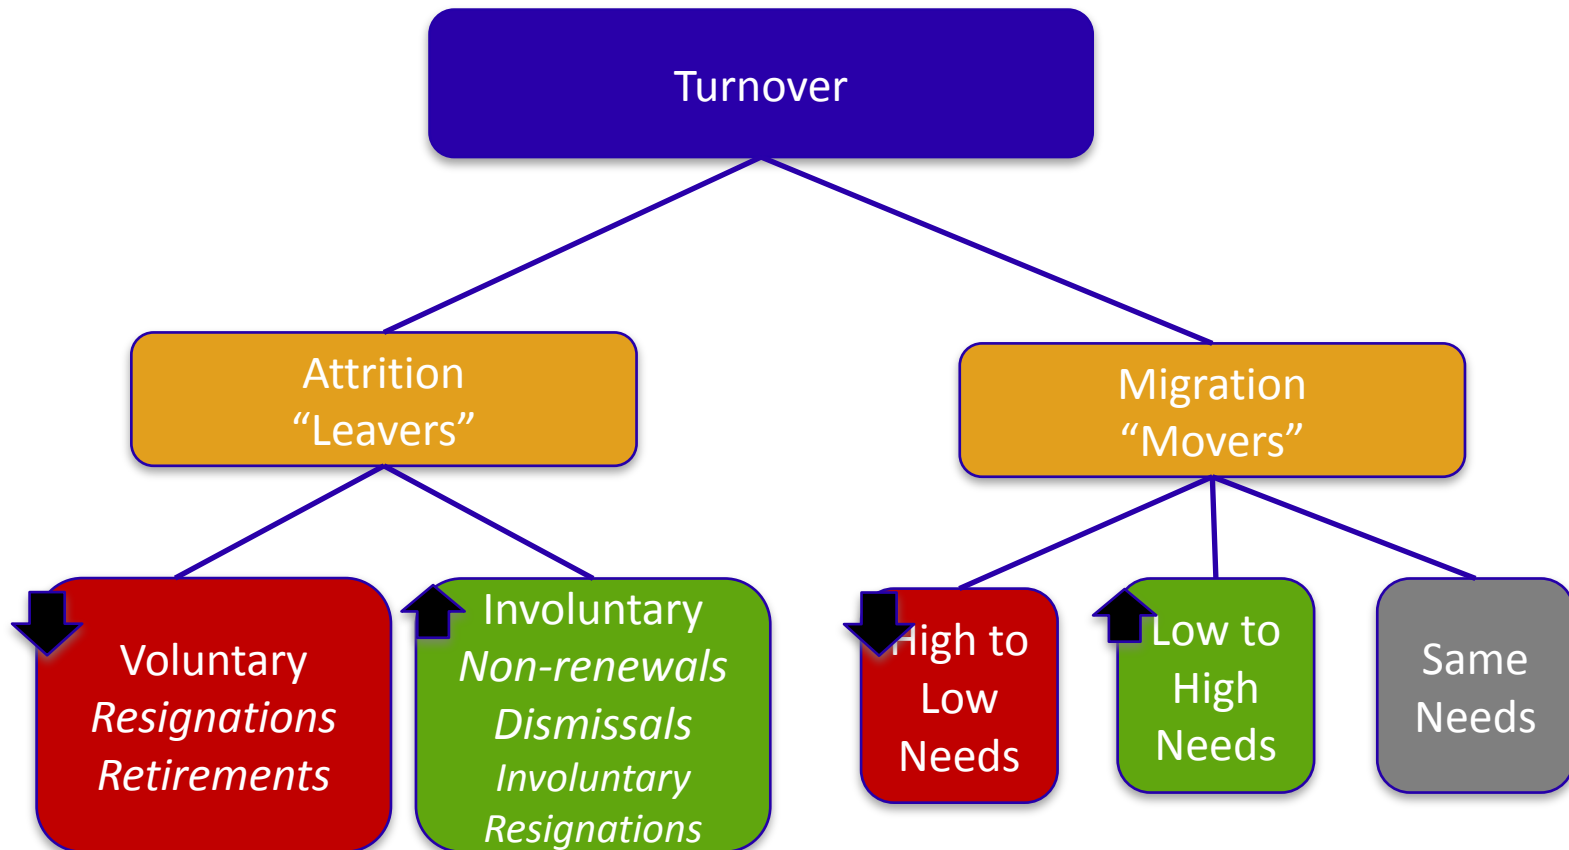 Turnover
Attrition
“Leavers”
Migration
“Movers”
Voluntary
Resignations
Retirements
Involuntary
Non-renewals
Dismissals
Involuntary
Resignations
High to
Low
Needs
Low to
High
Needs
Same
Needs